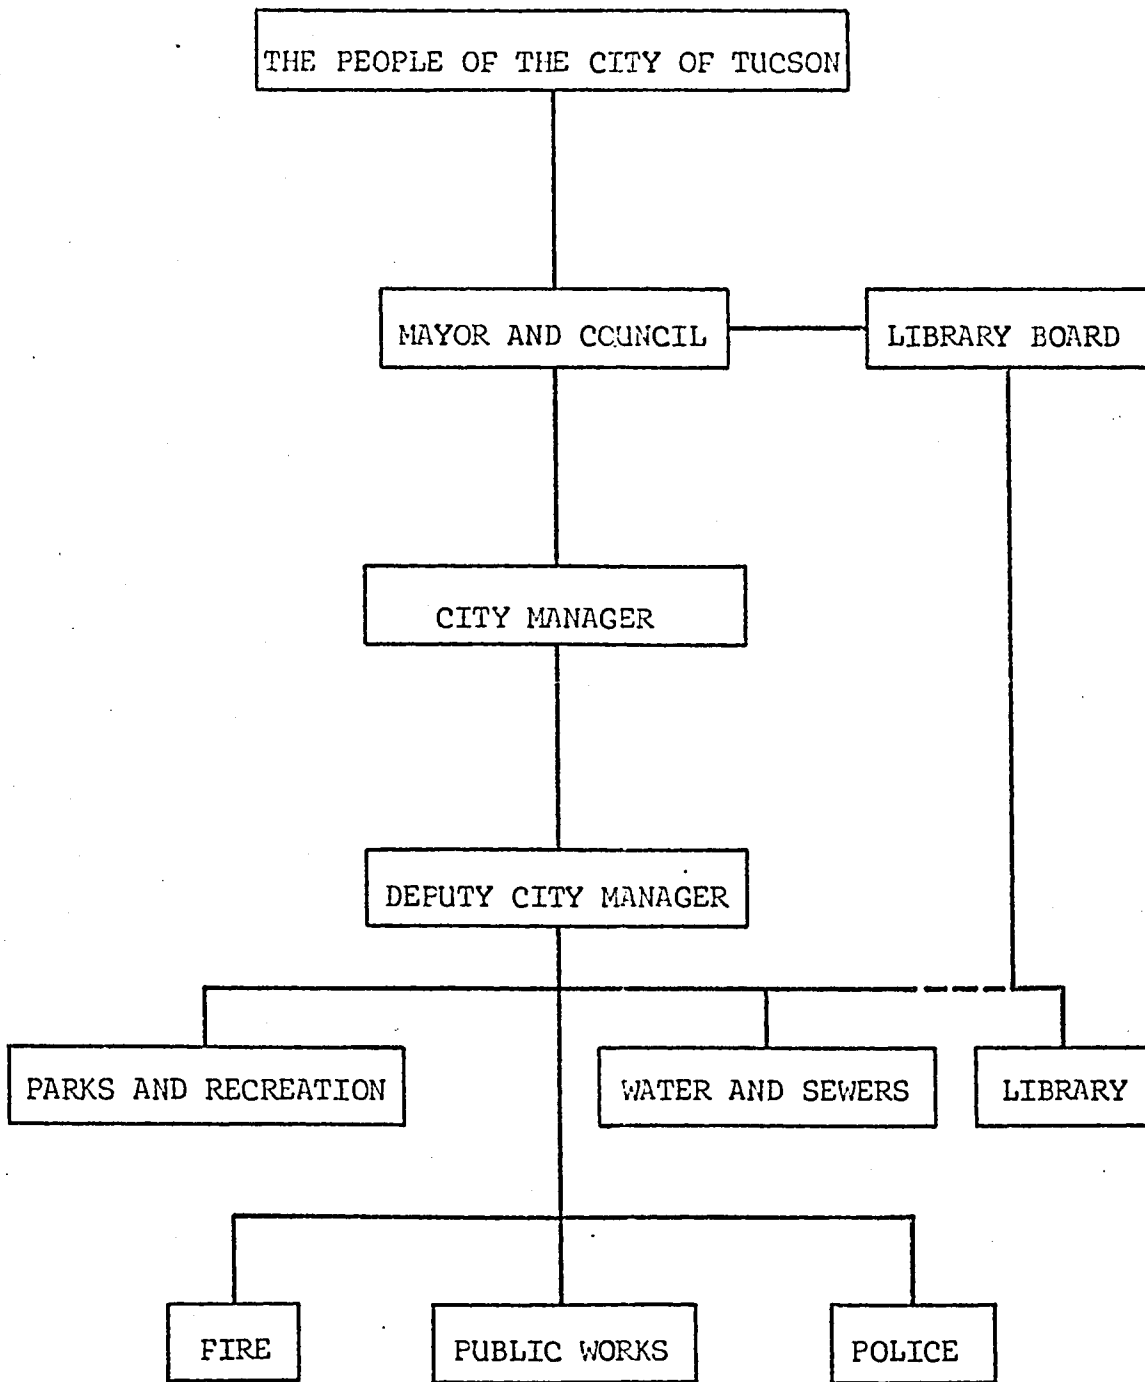 THE PEOPLE OF THE CITY OF TUCSON
MAYOR AND COUNCIL
LIBRARY BOARD
CITY MANAGER
DEPUTY CITY MANAGER
PARKS AND RECREATION
WATER AND SEWERS
LIBRARY
FIRE
PUBLIC WORKS
POLICE